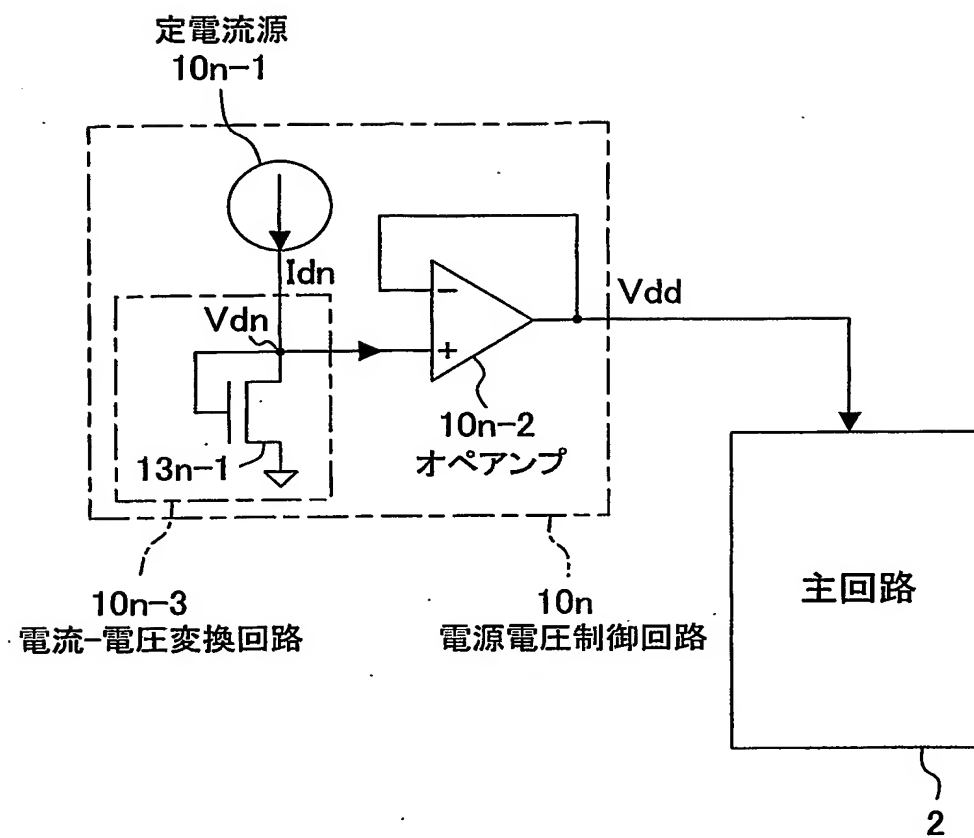 定電流源
10n-1
Idn
Vdn
Vdd
-
+
13n-1
10n-2
オペアンプ
10n-3
電流-電圧変換回路
10n
電源電圧制御回路
主回路
2